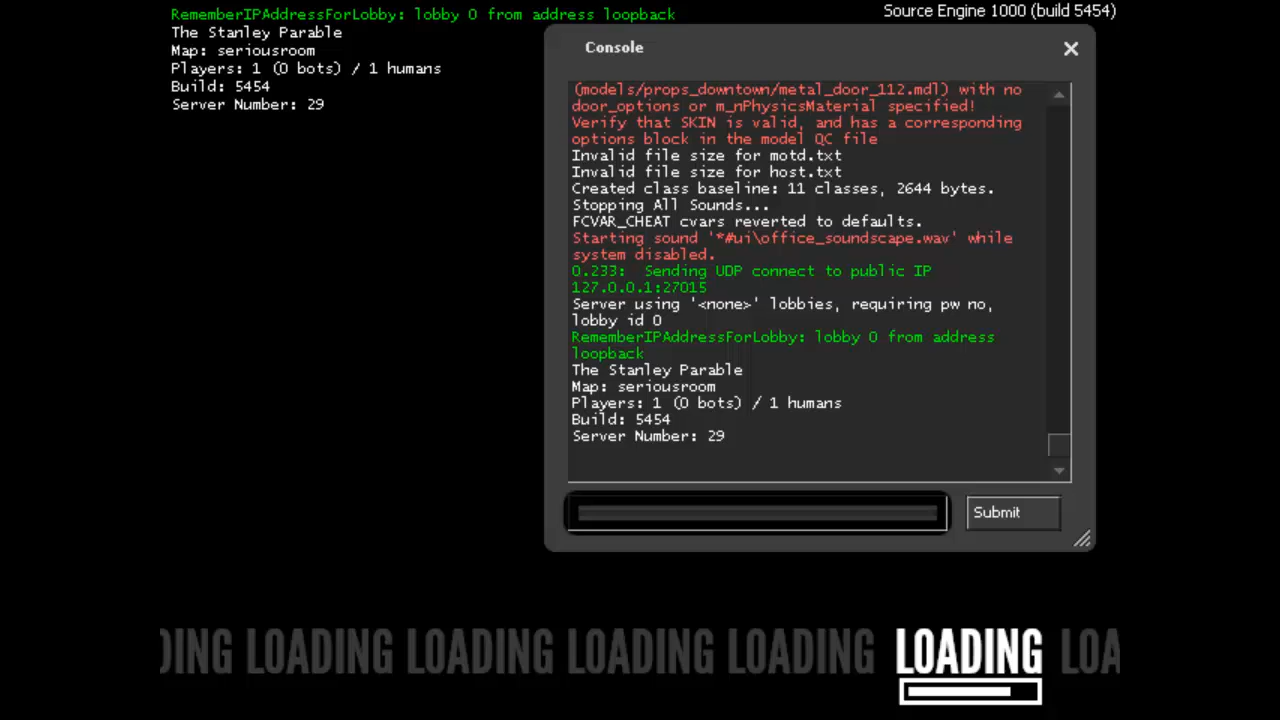 RememberIPAddressForLobby: lobby 0 from address loopback
The Stanley Parable
Map: seriousroom
Players: 1 (0 bots) / 1 humans
Build: 5454
Server Number: 29
Source Engine 1000 (build 5454)
Console
(models/props_downtown/metal_door_112.mdl) with no
door_options or m_nPhysicsMaterial specified!
Verify that SKIN is valid, and has a corresponding
options block in the model QC file
Invalid file size for motd.txt
Invalid file size for host.txt
Created class baseline: 11 classes, 2644 bytes.
Stopping All Sounds...
FCVAR_CHEAT cvars reverted to defaults.
Starting sound '*#ui\office_soundscape.wav' while
system disabled.
0.233:  Sending UDP connect to public IP
127.0.0.1:27015
Server using '<none>' lobbies, requiring pw no,
lobby id 0
RememberIPAddressForLobby: lobby 0 from address
loopback
The Stanley Parable
Map: seriousroom
Players: 1 (0 bots) / 1 humans
Build: 5454
Server Number: 29
Submit
DING LOADING LOADING LOADING LOADING LOADING LOA